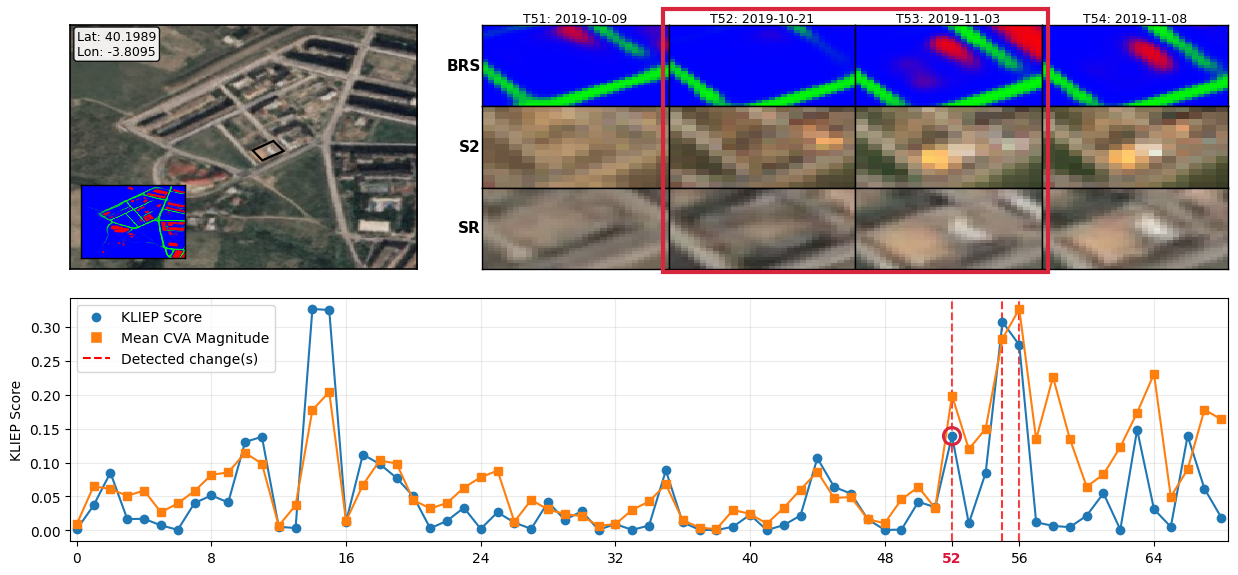 Lat: 40.1989
Lon: -3.8095
T51: 2019-10-09
T52: 2019-10-21
T53: 2019-11-03
T54: 2019-11-08
BRS
S2
SR
KLIEP Score
Mean CVA Magnitude
Detected change(s)
KLIEP Score
0.30
0.25
0.20
0.15
0.10
0.05
0.00
0
8
16
24
32
40
48
52
56
64